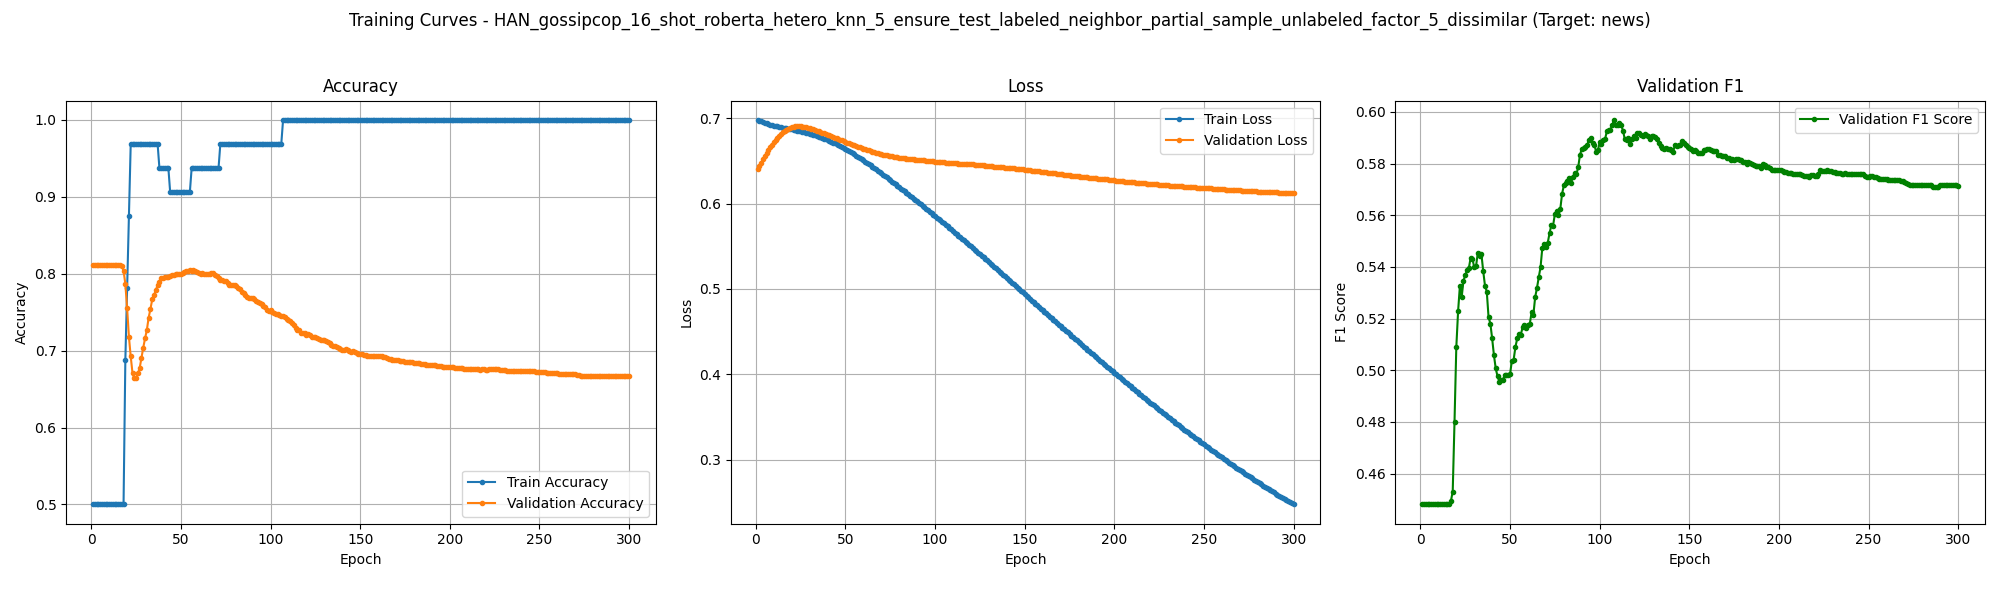 Training Curves - HAN_gossipcop_16_shot_roberta_hetero_knn_5_ensure_test_labeled_neighbor_partial_sample_unlabeled_factor_5_dissimilar (Target: news)
Accuracy
1.0
0.9
0.8
0.7
0.6
0.5
Accuracy
Train Accuracy
Validation Accuracy
0 50 100 150 200 250 300
Epoch
Loss
0.7
0.6
0.5
0.4
0.3
Loss
Train Loss
Validation Loss
0 50 100 150 200 250 300
Epoch
Validation F1
0.60
0.58
0.56
0.54
0.52
0.50
0.48
0.46
F1 Score
Validation F1 Score
0 50 100 150 200 250 300
Epoch